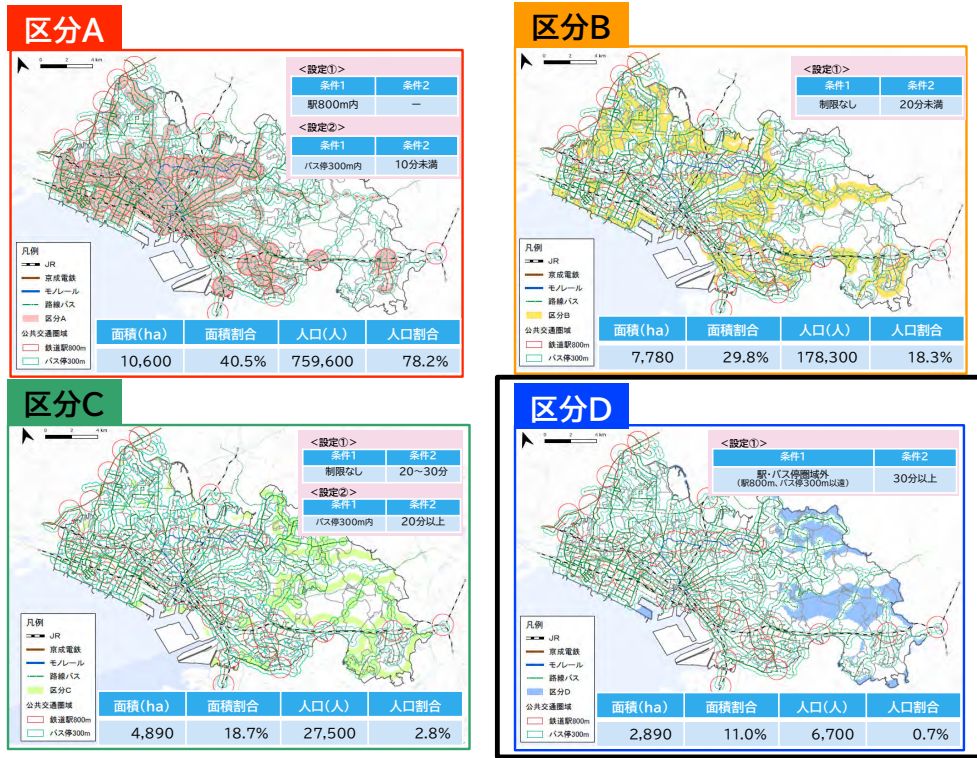 区分A
0 2 4 km
<設定①>
条件1 条件2
駅800m内 ―
<設定②>
条件1 条件2
バス停300m内 10分未満
凡例
JR
京成電鉄
モノレール
路線バス
区分A
公共交通圏域
鉄道駅800m
バス停300m
面積(ha) 面積割合 人口(人) 人口割合
10,600 40.5% 759,600 78.2%
区分B
0 2 4 km
<設定①>
条件1 条件2
制限なし 20分未満
凡例
JR
京成電鉄
モノレール
路線バス
区分B
公共交通圏域
鉄道駅800m
バス停300m
面積(ha) 面積割合 人口(人) 人口割合
7,780 29.8% 178,300 18.3%
区分C
0 2 4 km
<設定①>
条件1 条件2
制限なし 20~30分
<設定②>
条件1 条件2
バス停300m内 20分以上
凡例
JR
京成電鉄
モノレール
路線バス
区分C
公共交通圏域
鉄道駅800m
バス停300m
面積(ha) 面積割合 人口(人) 人口割合
4,890 18.7% 27,500 2.8%
区分D
0 2 4 km
<設定①>
条件1 条件2
駅・バス停圏域外
(駅800m、バス停300m以遠) 30分以上
凡例
JR
京成電鉄
モノレール
路線バス
区分D
公共交通圏域
鉄道駅800m
バス停300m
面積(ha) 面積割合 人口(人) 人口割合
2,890 11.0% 6,700 0.7%